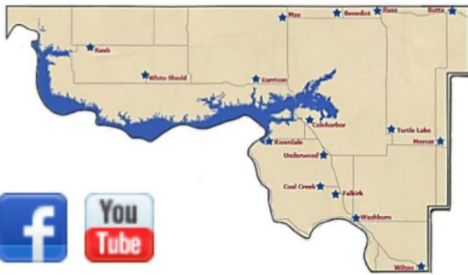 Max
Benedict
Ruso
Butte
Raub
White Shield
Garrison
Coleharbor
Turtle Lake
Mercer
Riverdale
Underwood
Coal Creek
Falkirk
Washburn
Wilton
f
You
Tube